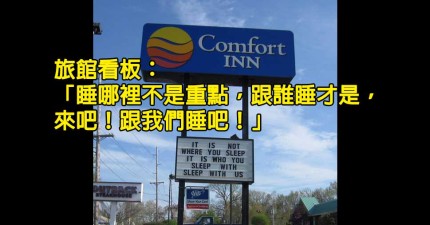 Comfort
INN
旅館看板：
「睡哪裡不是重點，跟誰睡才是，
來吧！跟我們睡吧！」
IT IS NOT
WHERE YOU SLEEP
IT IS WHO YOU
SLEEP WITH
SLEEP WITH US